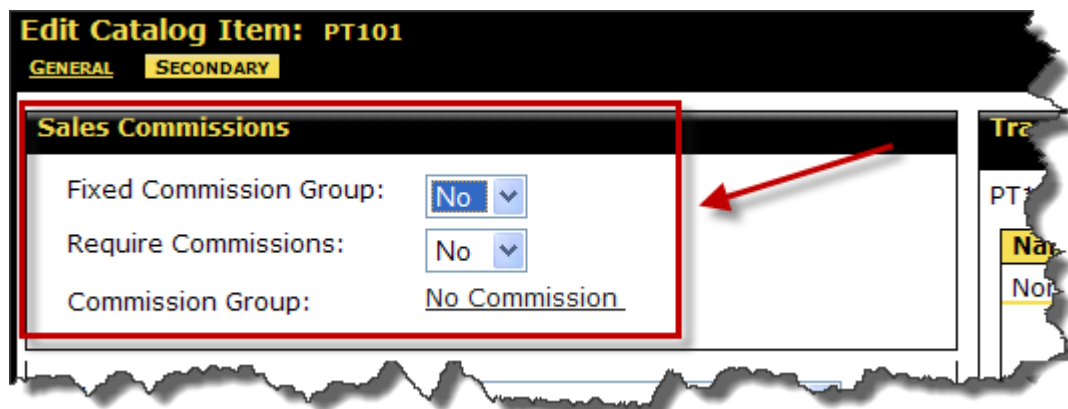 Edit Catalog Item: PT101
GENERAL SECONDARY
Sales Commissions
Fixed Commission Group: No
Require Commissions: No
Commission Group: No Commission